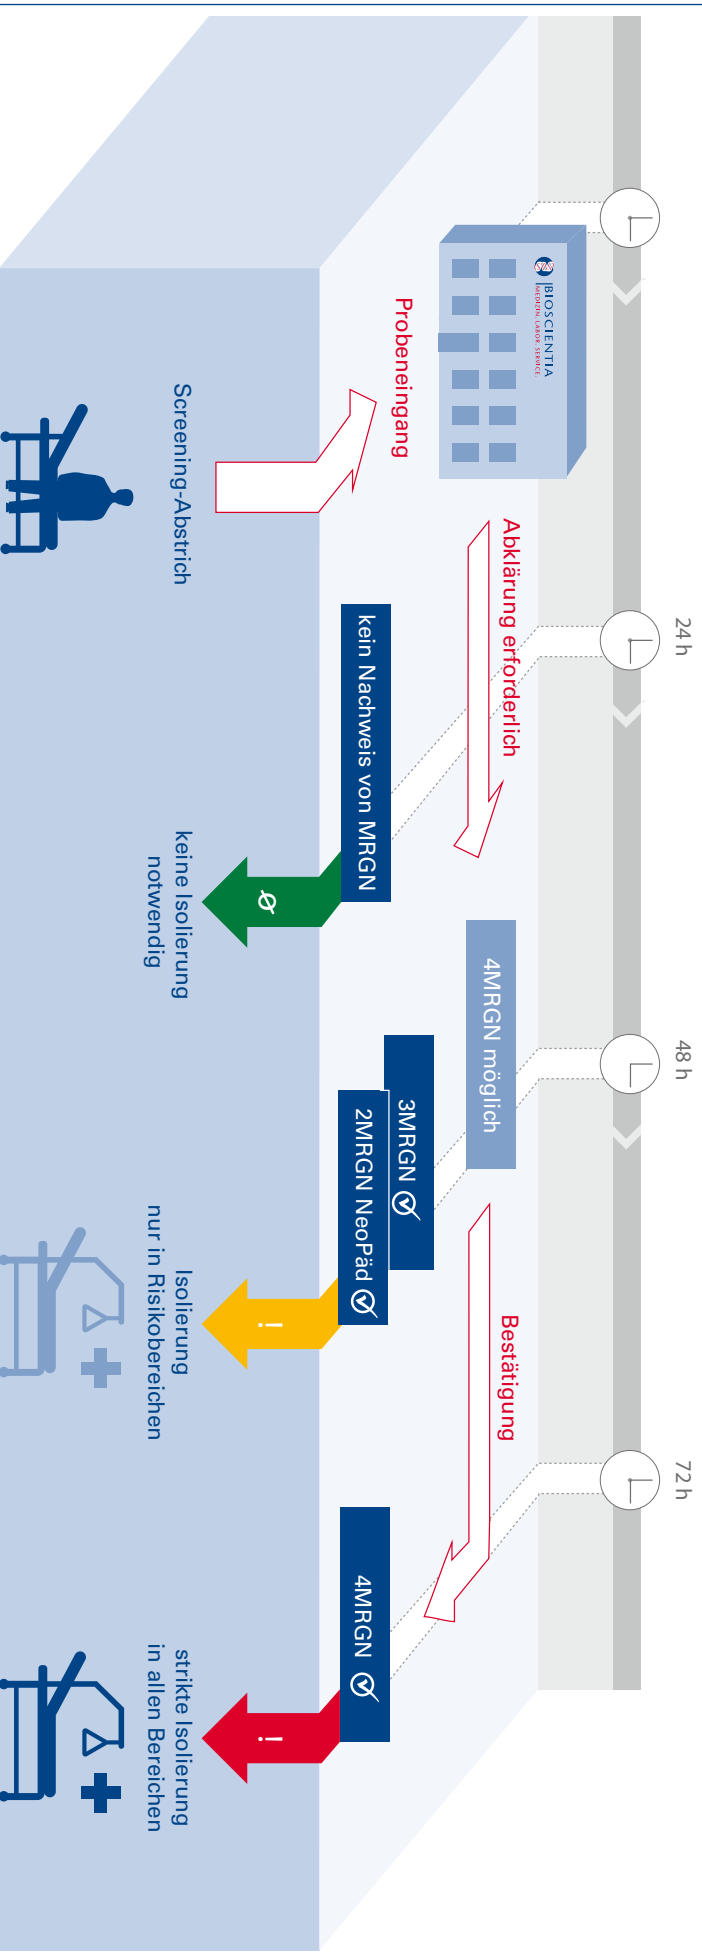 24 h
48 h
72 h
BIOSCIENTIA
MEDIZIN. LABOR. SERVICE.
Probeneingang
Screening-Abstrich
Abklärung erforderlich
kein Nachweis von MRGN
Ø
keine Isolierung
notwendig
4MRGN möglich
3MRGN
2MRGN NeoPäd
!
Isolierung
nur in Risikobereichen
Bestätigung
4MRGN
!
strikte Isolierung
in allen Bereichen